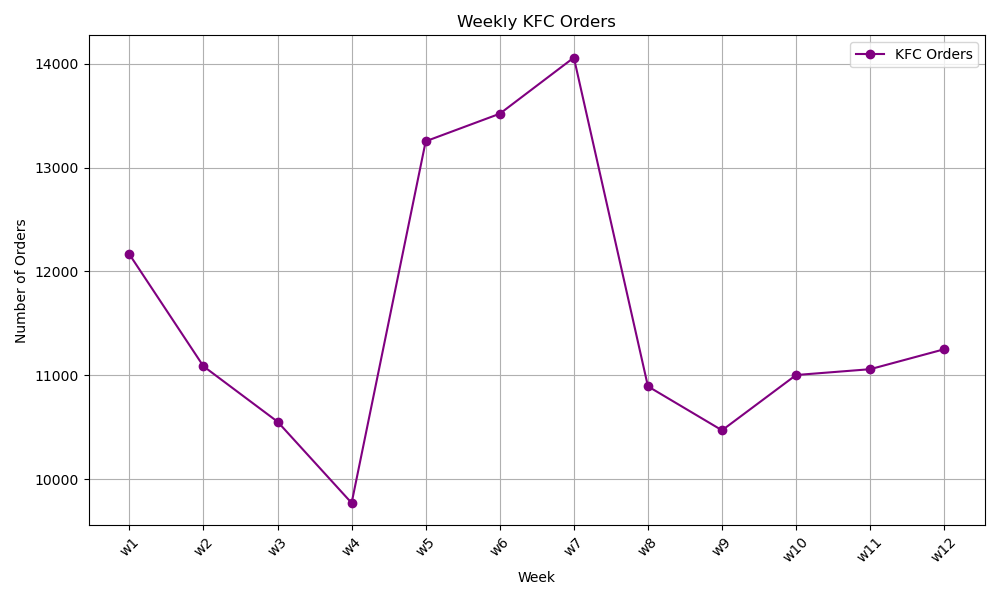 Weekly KFC Orders
KFC Orders
Number of Orders
14000
13000
12000
11000
10000
w1
w2
w3
w4
w5
w6
w7
w8
w9
w10
w11
w12
Week